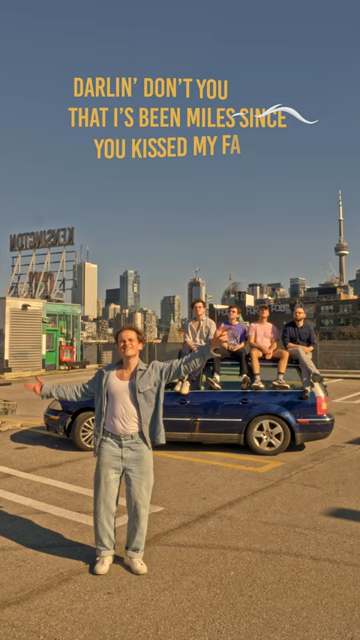 DARLIN' DON'T YOU
THAT I'S BEEN MILES SINCE
YOU KISSED MY FA
KENSINGTON